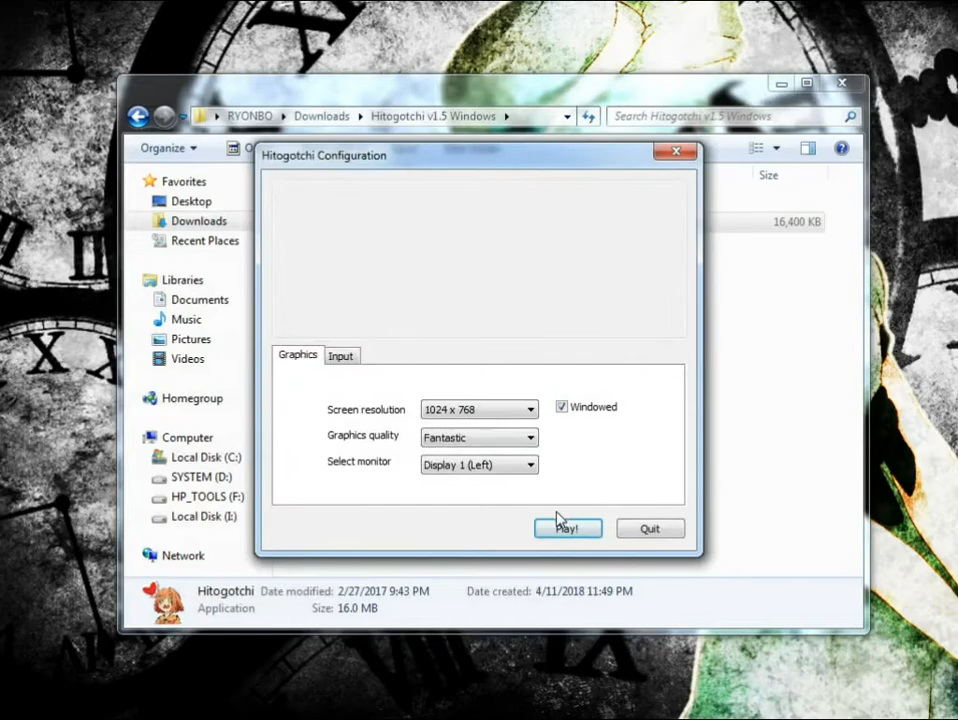 RYONBO Downloads Hitogotchi v1.5 Windows Search Hitogotchi v1.5 Windows
Organize
Hitogotchi Configuration
Size
Favorites
Desktop
Downloads
16,400 KB
Recent Places
Libraries
Documents
Music
Pictures
Videos
Homegroup
Computer
Local Disk (C:)
SYSTEM (D:)
HP_TOOLS (F:)
Local Disk (I:)
Network
Graphics Input
Screen resolution 1024 x 768 Windowed
Graphics quality Fantastic
Select monitor Display 1 (Left)
Play! Quit
Hitogotchi Date modified: 2/27/2017 9:43 PM Date created: 4/11/2018 11:49 PM
Application Size: 16.0 MB